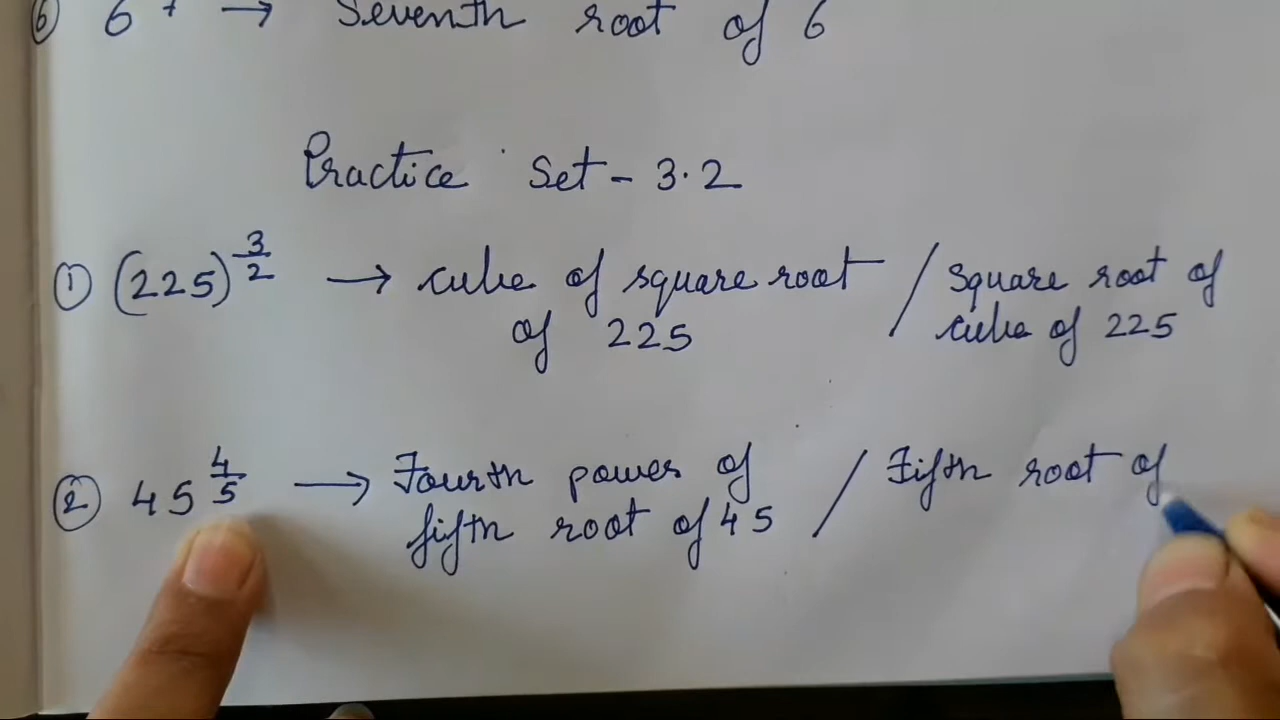 ⑥ 6 → Seventh root of 6
Practice Set - 3.2
① (225)^(3/2) → cube of square root / Square root of
of 225 cube of 225
② 45^(4/5) → Fourth power of / Fifth root of
fifth root of 45